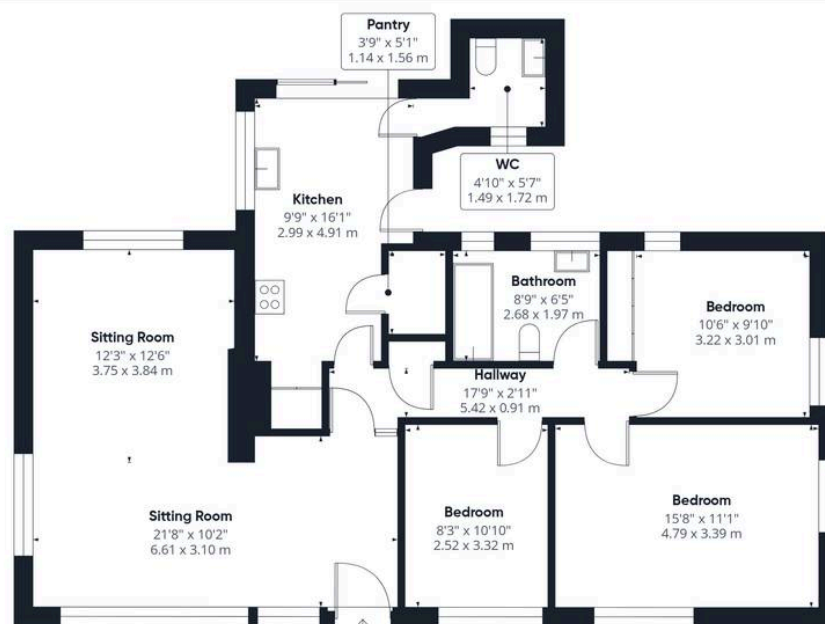 Pantry
3'9" x 5'1"
1.14 x 1.56 m
WC
4'10" x 5'7"
1.49 x 1.72 m
Kitchen
9'9" x 16'1"
2.99 x 4.91 m
Sitting Room
12'3" x 12'6"
3.75 x 3.84 m
Bathroom
8'9" x 6'5"
2.68 x 1.97 m
Bedroom
10'6" x 9'10"
3.22 x 3.01 m
Hallway
17'9" x 2'11"
5.42 x 0.91 m
Sitting Room
21'8" x 10'2"
6.61 x 3.10 m
Bedroom
8'3" x 10'10"
2.52 x 3.32 m
Bedroom
15'8" x 11'1"
4.79 x 3.39 m